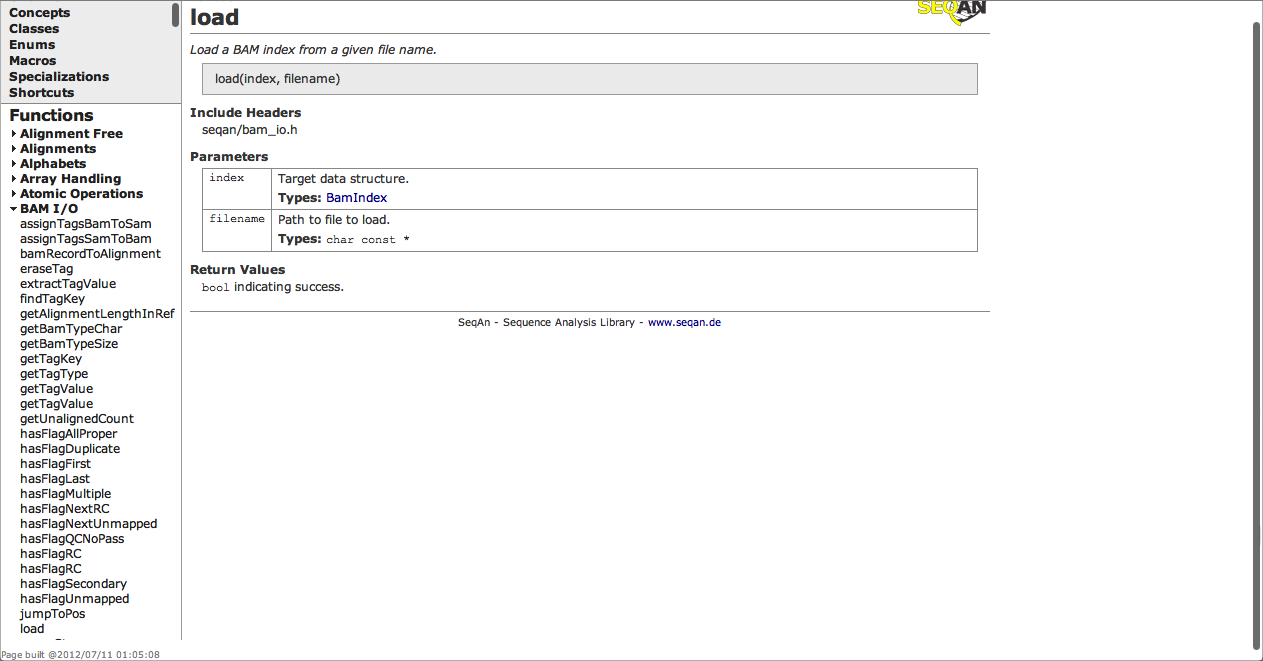 Concepts
Classes
Enums
Macros
Specializations
Shortcuts
Functions
Alignment Free
Alignments
Alphabets
Array Handling
Atomic Operations
BAM I/O
assignTagsBamToSam
assignTagsSamToBam
bamRecordToAlignment
eraseTag
extractTagValue
findTagKey
getAlignmentLengthInRef
getBamTypeChar
getBamTypeSize
getTagKey
getTagType
getTagValue
getTagValue
getUnalignedCount
hasFlagAllProper
hasFlagDuplicate
hasFlagFirst
hasFlagLast
hasFlagMultiple
hasFlagNextRC
hasFlagNextUnmapped
hasFlagQCNoPass
hasFlagRC
hasFlagRC
hasFlagSecondary
hasFlagUnmapped
jumpToPos
load
Page built @2012/07/11 01:05:08
SEQAN
load
Load a BAM index from a given file name.
load(index, filename)
Include Headers
seqan/bam_io.h
Parameters
index Target data structure.
Types: BamIndex
filename Path to file to load.
Types: char const *
Return Values
bool indicating success.
SeqAn - Sequence Analysis Library - www.seqan.de